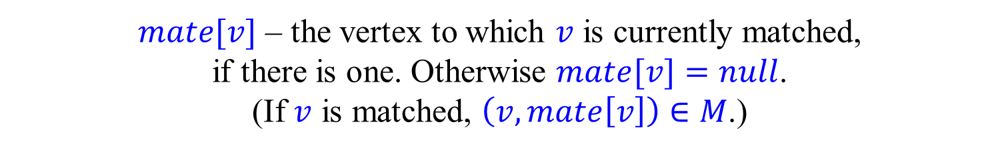 mate[v] – the vertex to which v is currently matched,
if there is one. Otherwise mate[v] = null.
(If v is matched, (v, mate[v]) ∈ M.)